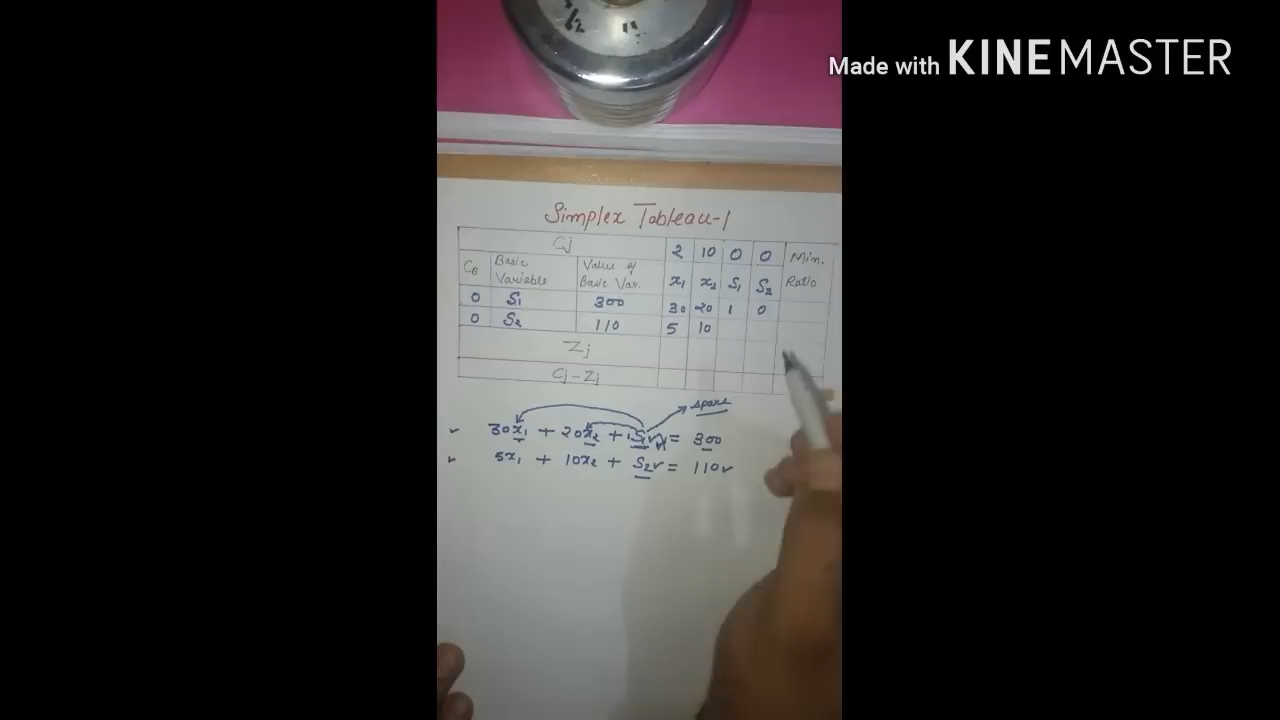 Made with KINEMASTER
Simplex Tableau-1
Cj 2 10 0 0 Min. Ratio
CB Basic Variable Value of Basic Var. x1 x2 S1 S2
0 S1 300 30 20 1 0
0 S2 110 5 10
Zj
Cj - Zj
30x1 + 20x2 + 1S1 = 300
5x1 + 10x2 + S2 = 110